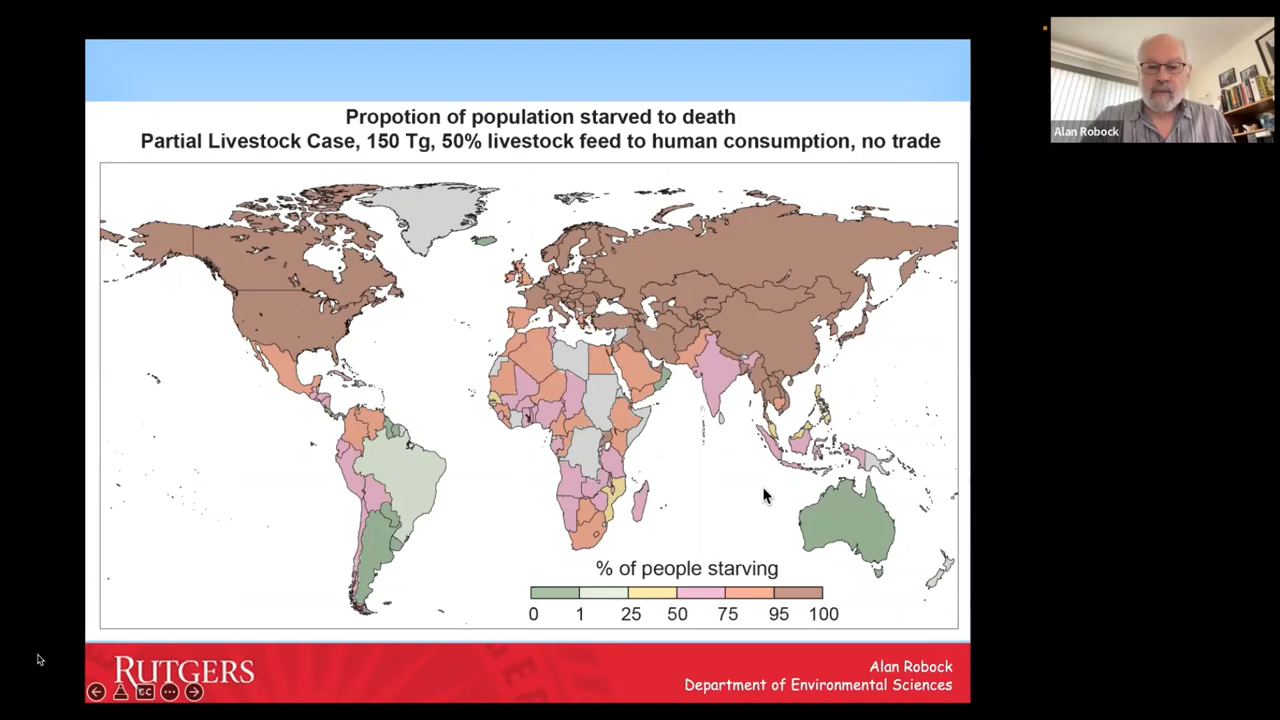 Propotion of population starved to death
Partial Livestock Case, 150 Tg, 50% livestock feed to human consumption, no trade
Alan Robock
% of people starving
0 1 25 50 75 95 100
RUTGERS
CC
Alan Robock
Department of Environmental Sciences